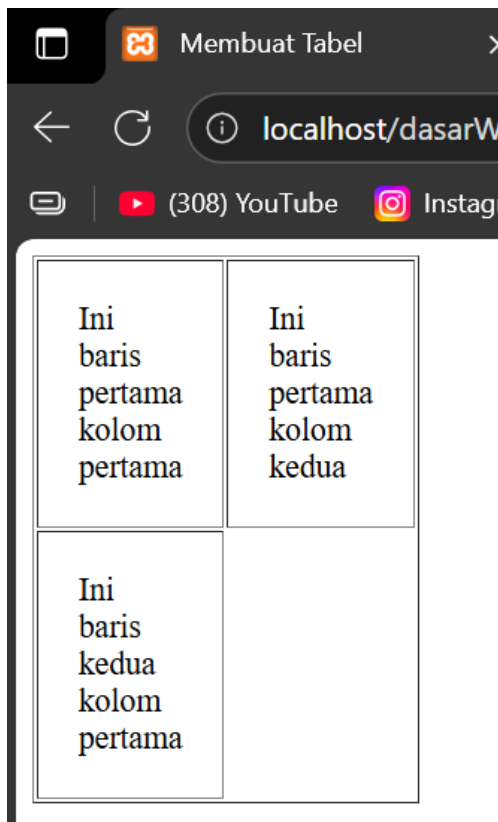 Membuat Tabel
localhost/dasarW
(308) YouTube
Instag
Ini
baris
pertama
kolom
pertama
Ini
baris
pertama
kolom
kedua
Ini
baris
kedua
kolom
pertama